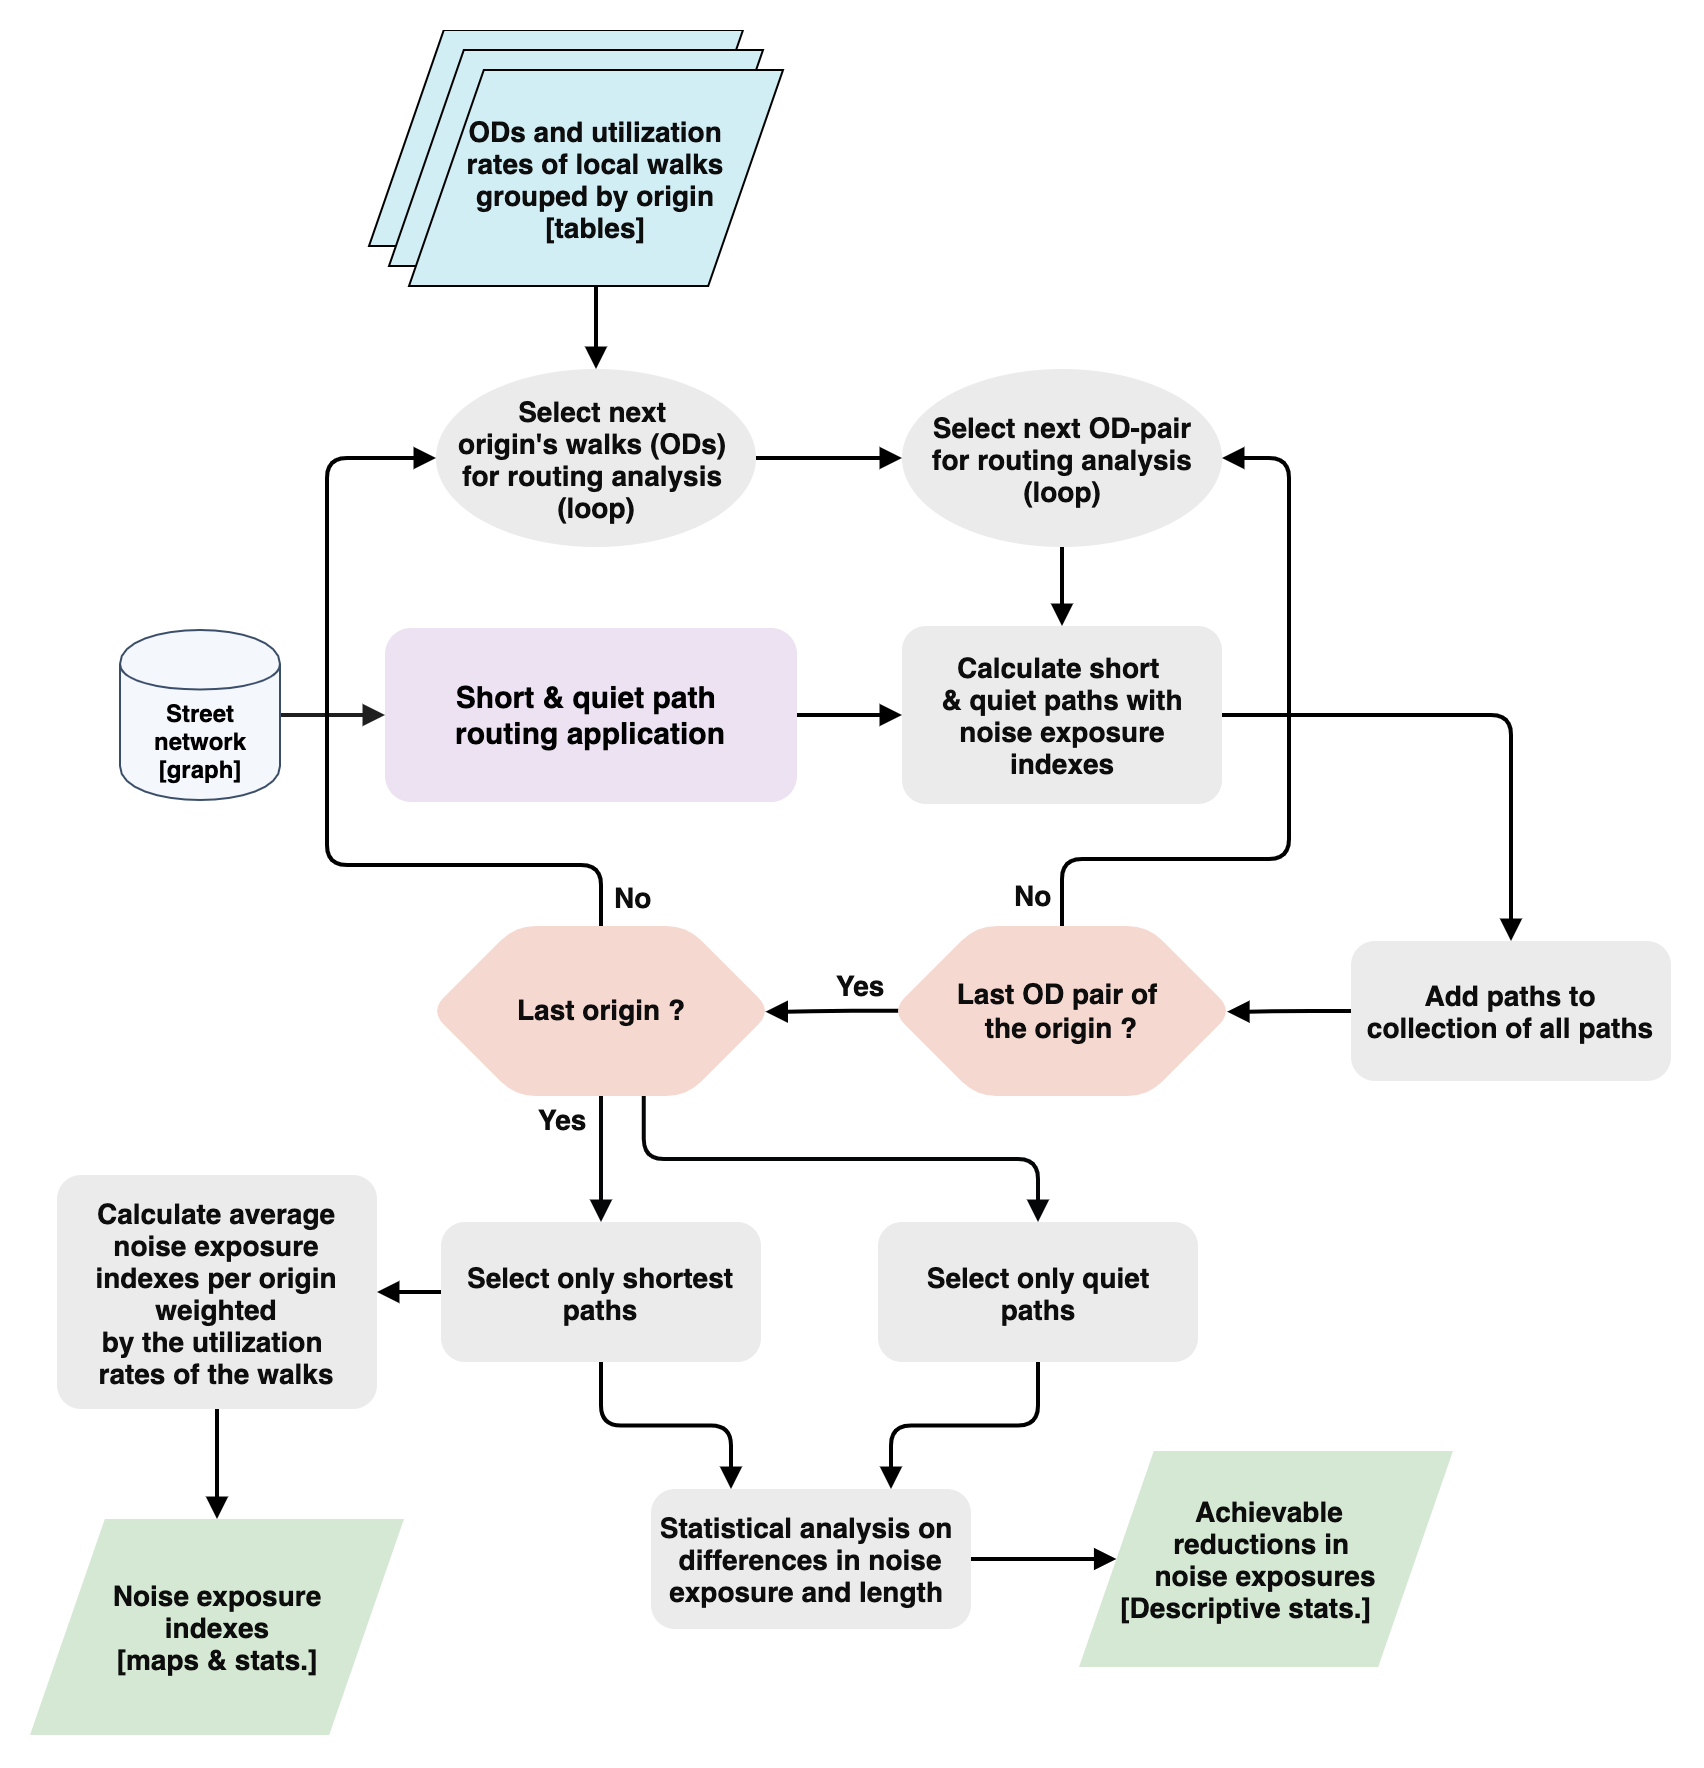 ODs and utilization
rates of local walks
grouped by origin
[tables]
Select next
origin's walks (ODs)
for routing analysis
(loop)
Select next OD-pair
for routing analysis
(loop)
Street
network
[graph]
Short & quiet path
routing application
Calculate short
& quiet paths with
noise exposure
indexes
No
No
Last origin ?
Yes
Last OD pair of
the origin ?
Add paths to
collection of all paths
Yes
Calculate average
noise exposure
indexes per origin
weighted
by the utilization
rates of the walks
Select only shortest
paths
Select only quiet
paths
Statistical analysis on
differences in noise
exposure and length
Achievable
reductions in
noise exposures
[Descriptive stats.]
Noise exposure
indexes
[maps & stats.]